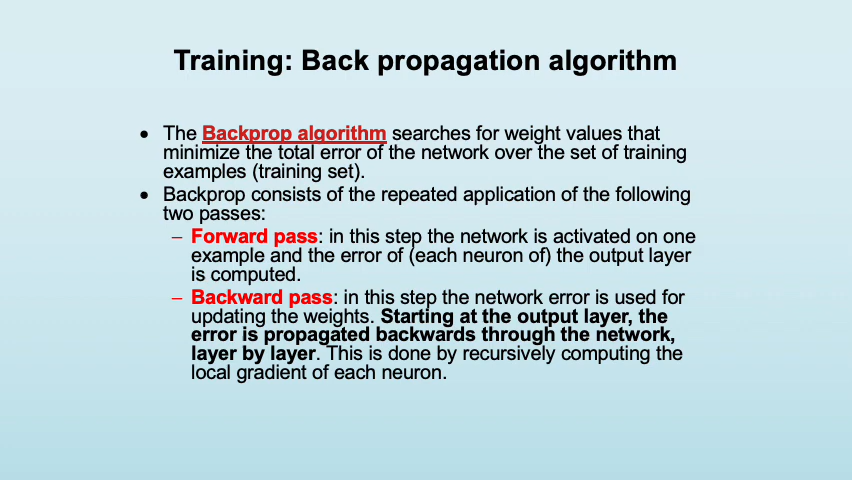 Training: Back propagation algorithm
• The Backprop algorithm searches for weight values that
minimize the total error of the network over the set of training
examples (training set).
• Backprop consists of the repeated application of the following
two passes:
– Forward pass: in this step the network is activated on one
example and the error of (each neuron of) the output layer
is computed.
– Backward pass: in this step the network error is used for
updating the weights. Starting at the output layer, the
error is propagated backwards through the network,
layer by layer. This is done by recursively computing the
local gradient of each neuron.